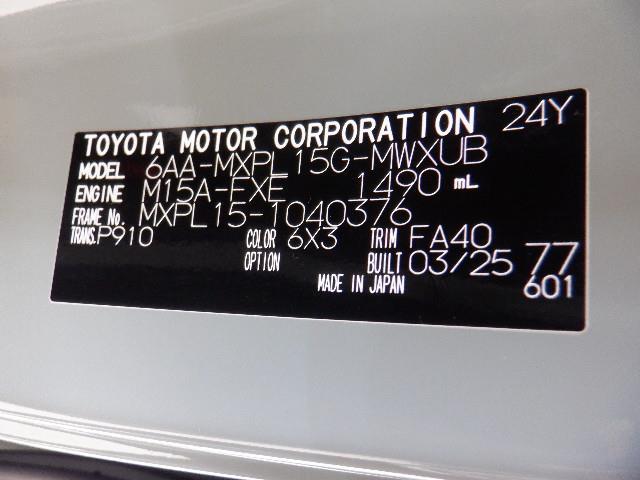 TOYOTA MOTOR CORPORATION 24Y
MODEL 6AA-MXPL15G-MWXUB
ENGINE M15A-FXE 1490 mL
FRAME No. MXPL15-1040376
TRANS. P910 COLOR 6X3 TRIM FA40
OPTION BUILT 03/25 77
MADE IN JAPAN 601